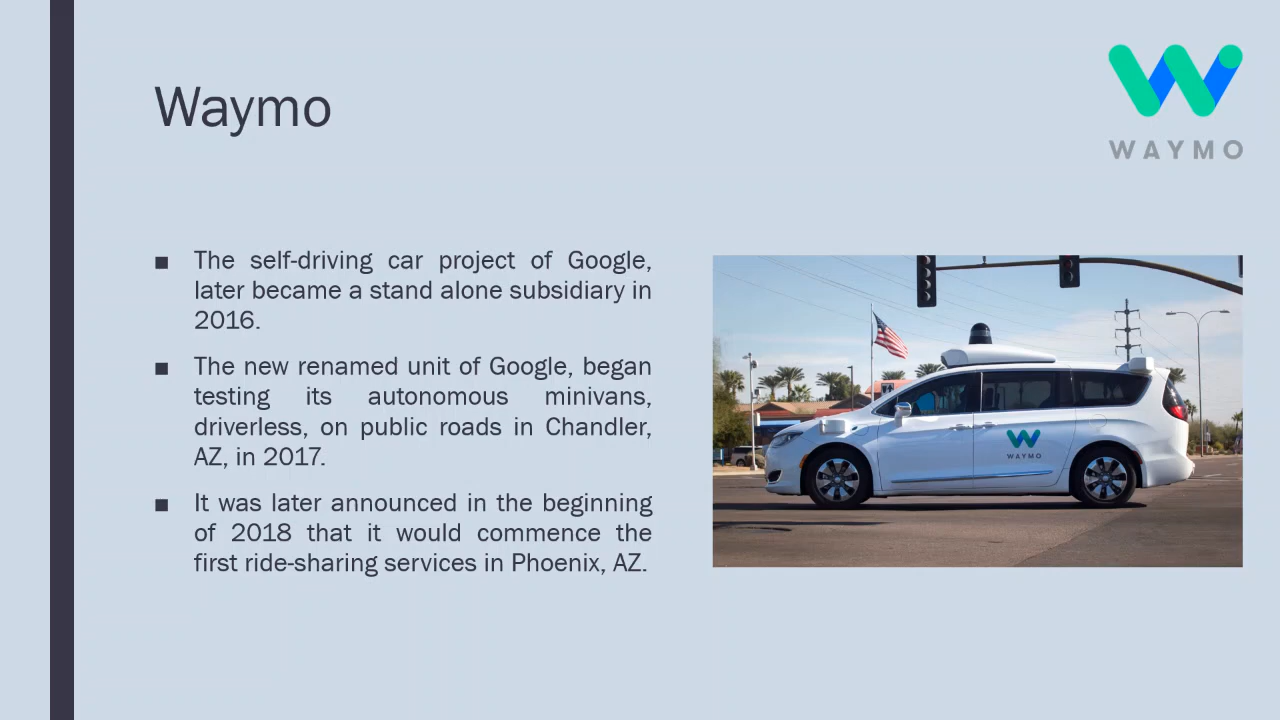 Waymo
WAYMO
■ The self-driving car project of Google,
later became a stand alone subsidiary in
2016.
■ The new renamed unit of Google, began
testing its autonomous minivans,
driverless, on public roads in Chandler,
AZ, in 2017.
■ It was later announced in the beginning
of 2018 that it would commence the
first ride-sharing services in Phoenix, AZ.
WAYMO